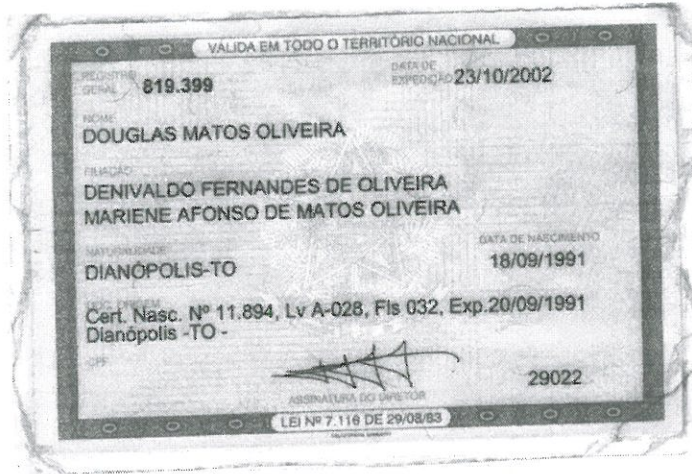 VÁLIDA EM TODO O TERRITÓRIO NACIONAL
REGISTRO GERAL 819.399 DATA DE EXPEDIÇÃO 23/10/2002
NOME
DOUGLAS MATOS OLIVEIRA
FILIAÇÃO
DENIVALDO FERNANDES DE OLIVEIRA
MARIENE AFONSO DE MATOS OLIVEIRA
NATURALIDADE DATA DE NASCIMENTO
DIANÓPOLIS-TO 18/09/1991
DOC. ORIGEM
Cert. Nasc. Nº 11.894, Lv A-028, Fls 032, Exp.20/09/1991
Dianópolis -TO -
CPF
29022
ASSINATURA DO DIRETOR
LEI Nº 7.116 DE 29/08/83